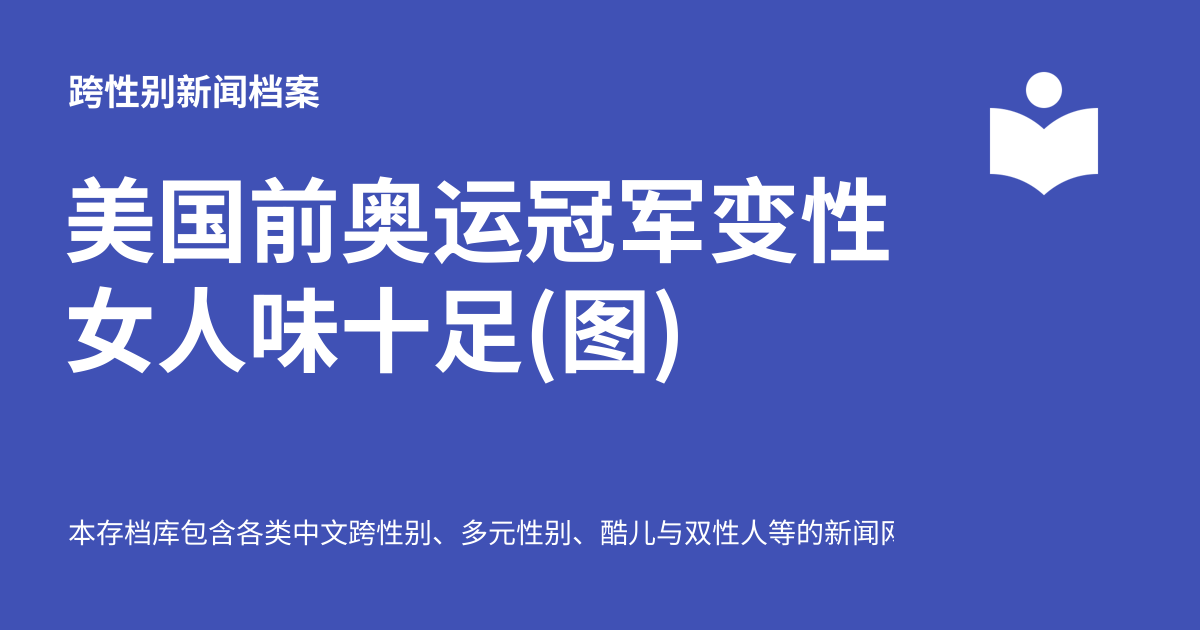 跨性别新闻档案
美国前奥运冠军变性
女人味十足(图)
本存档库包含各类中文跨性别、多元性别、酷儿与双性人等的新闻